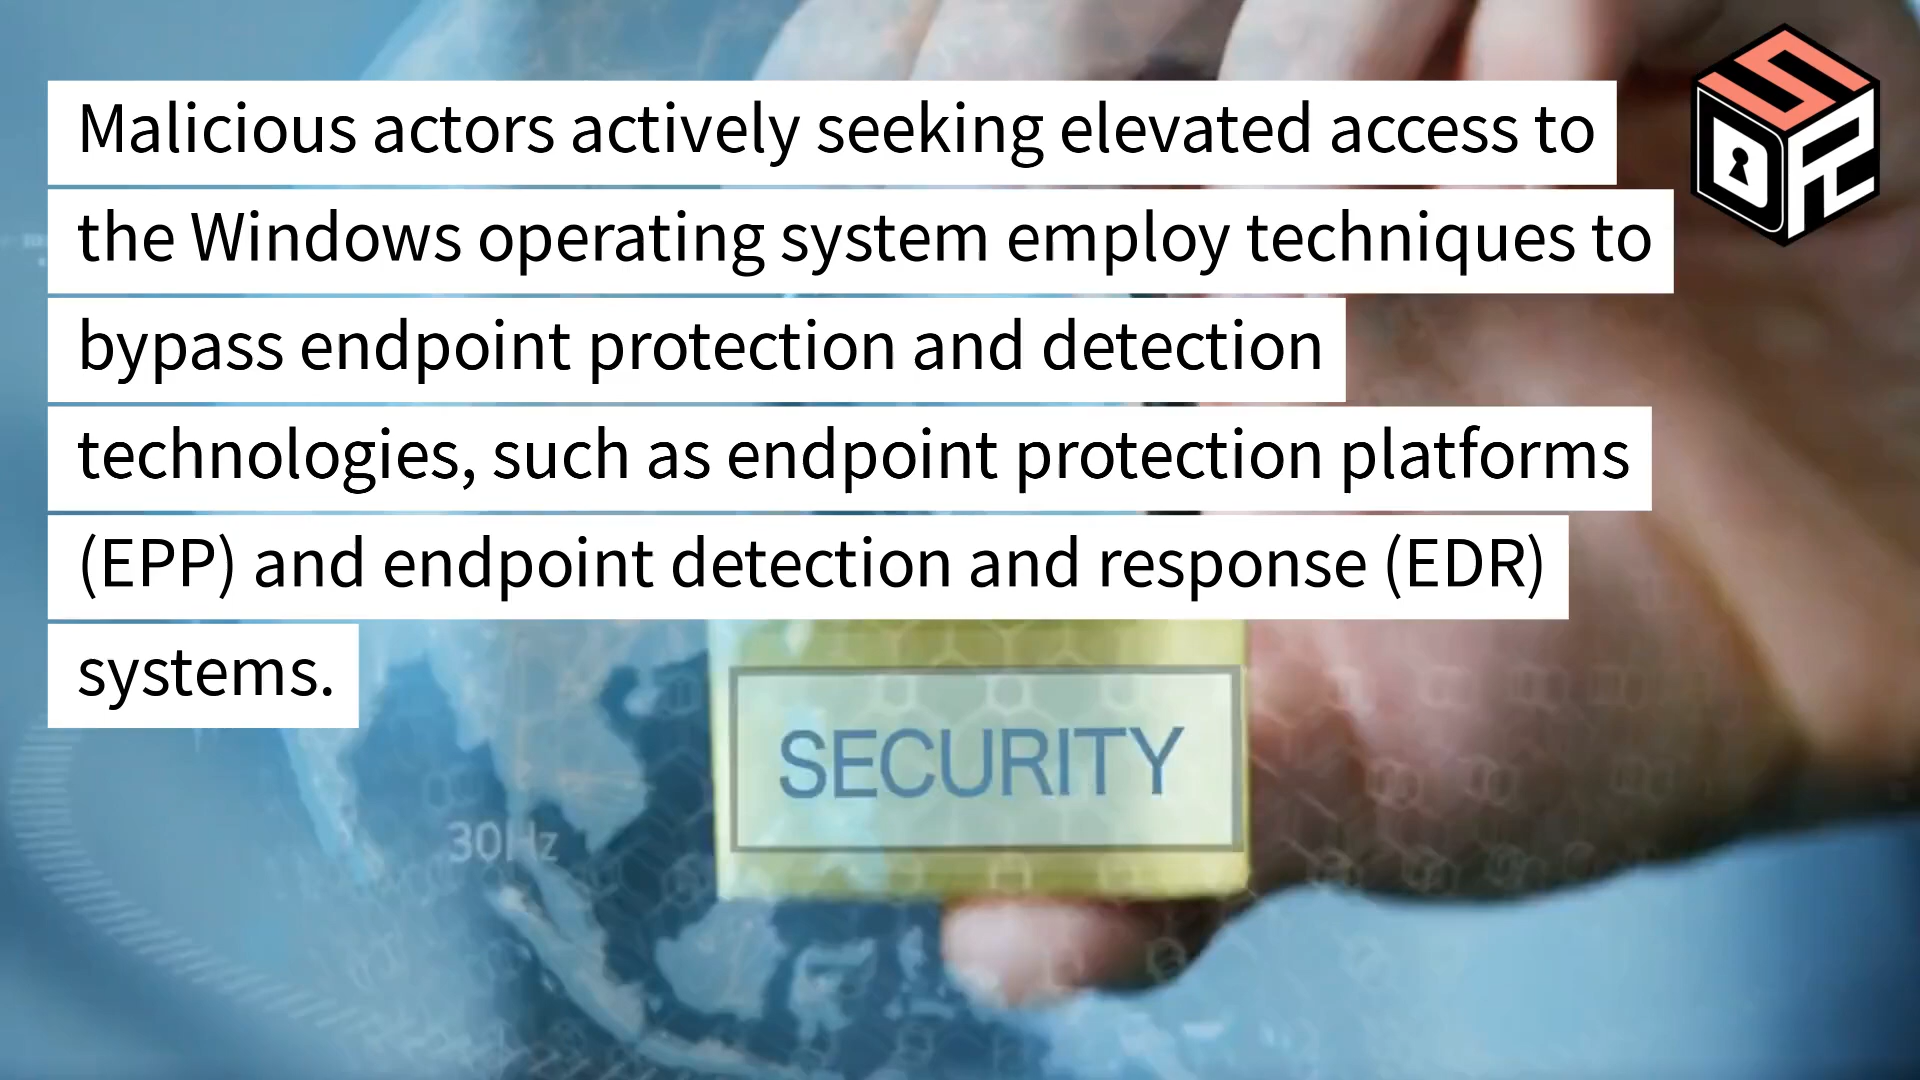 Malicious actors actively seeking elevated access to
the Windows operating system employ techniques to
bypass endpoint protection and detection
technologies, such as endpoint protection platforms
(EPP) and endpoint detection and response (EDR)
systems.
SECURITY
30Hz